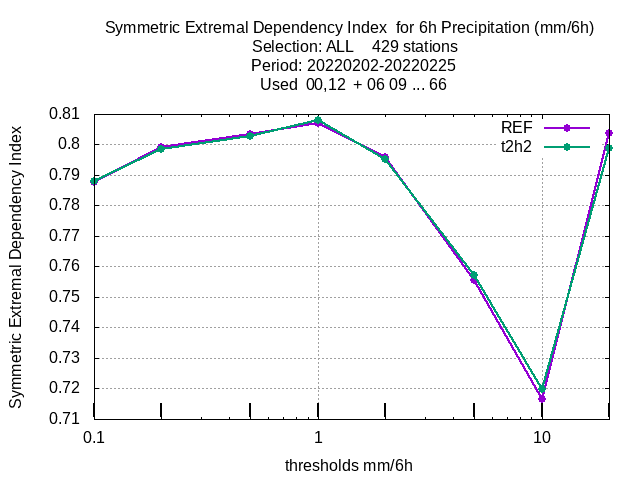 Symmetric Extremal Dependency Index  for 6h Precipitation (mm/6h)
Selection: ALL    429 stations
Period: 20220202-20220225
Used  00,12  + 06 09 ... 66
Symmetric Extremal Dependency Index
0.81
0.8
0.79
0.78
0.77
0.76
0.75
0.74
0.73
0.72
0.71
REF
t2h2
0.1
1
10
thresholds mm/6h